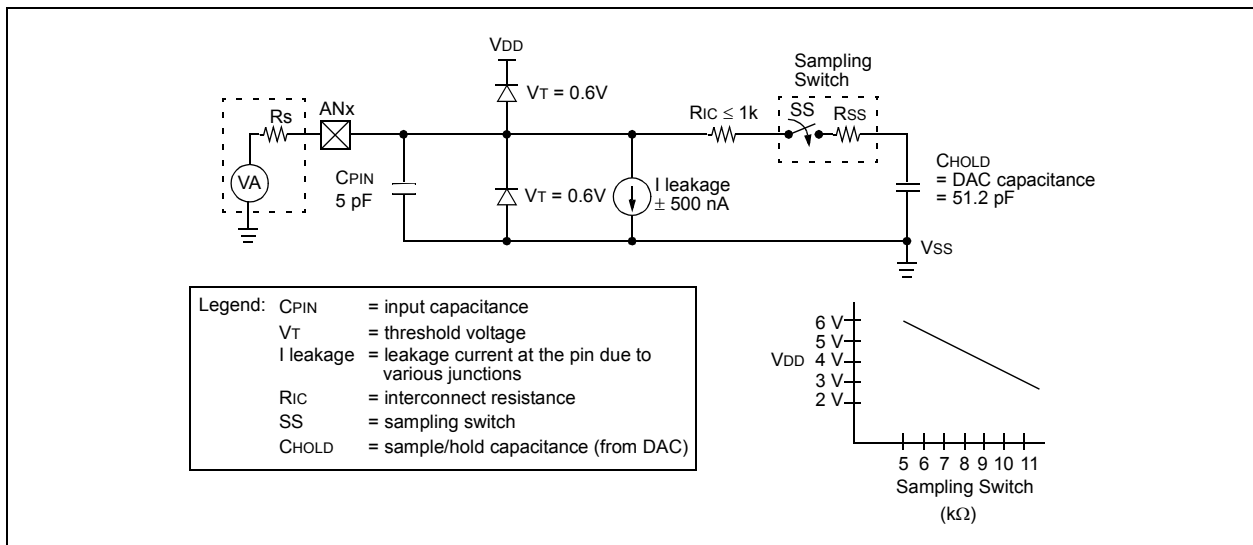 VDD
Sampling
Switch
VT = 0.6V
RIC ≤ 1k
SS
RSS
Rs
ANx
VA
CPIN
5 pF
VT = 0.6V
I leakage
± 500 nA
CHOLD
= DAC capacitance
= 51.2 pF
VSS
Legend: CPIN = input capacitance
VT = threshold voltage
I leakage = leakage current at the pin due to
various junctions
RIC = interconnect resistance
SS = sampling switch
CHOLD = sample/hold capacitance (from DAC)
6 V
5 V
VDD 4 V
3 V
2 V
5 6 7 8 9 10 11
Sampling Switch
(kΩ)